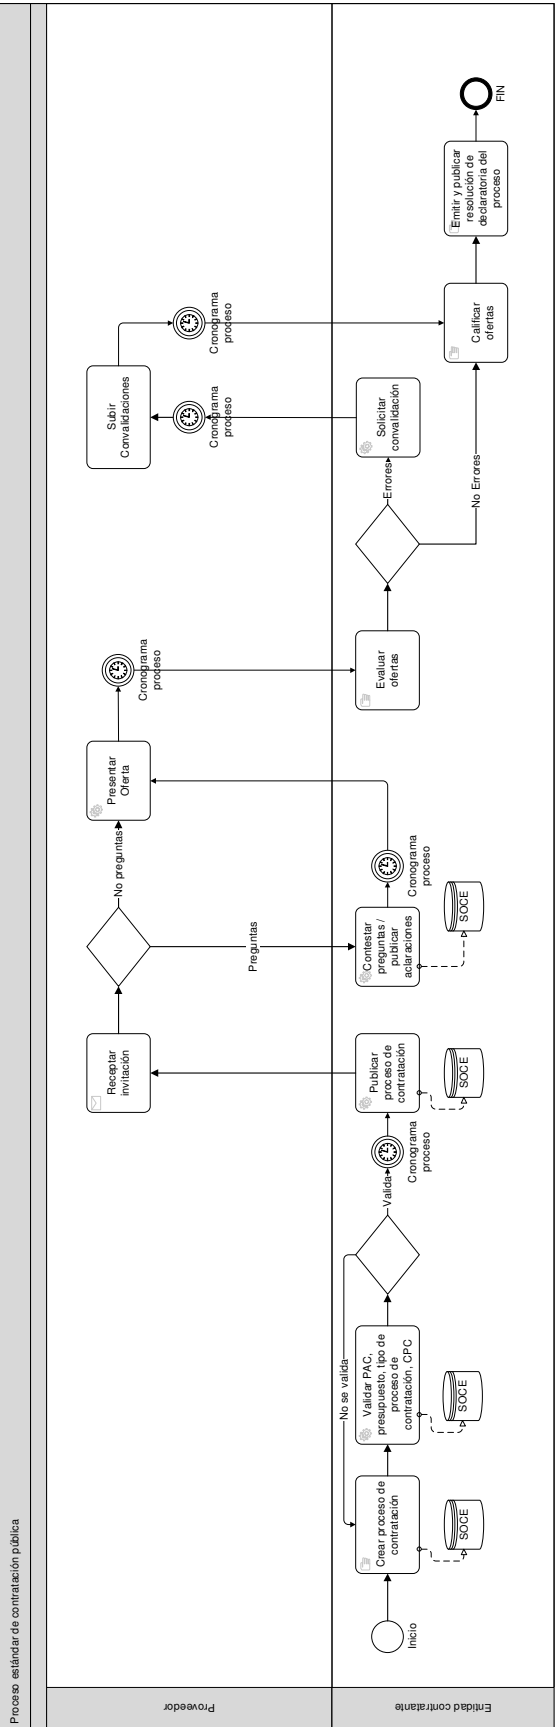 Proceso estándar de contratación pública
Proveedor
Entidad contratante
Inicio
Crear proceso de
contratación
SOCE
Validar PAC,
presupuesto, tipo de
proceso de
contratación, CPC
SOCE
No se valida
Valida
Cronograma
proceso
Publicar
proceso de
contratación
SOCE
Receptar
invitación
Preguntas
No preguntas
Contestar
preguntas /
publicar
aclaraciones
SOCE
Cronograma
proceso
Presentar
Oferta
Cronograma
proceso
Evaluar
ofertas
Errores
No Errores
Solicitar
convalidación
Cronograma
proceso
Subir
Convalidaciones
Cronograma
proceso
Calificar
ofertas
Emitir y publicar
resolución de
declaratoria del
proceso
FIN